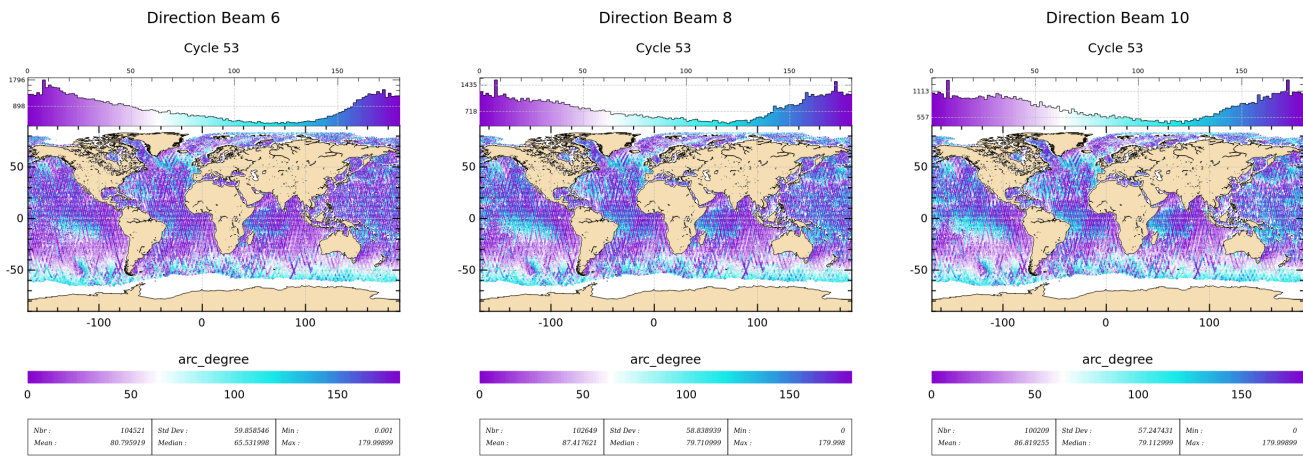 Direction Beam 6
Cycle 53
0 50 100 150
1796
898
50
0
-50
-100 0 100
arc_degree
0 50 100 150
Nbr : 104521 Std Dev : 59.858546 Min : 0.001
Mean : 80.795919 Median : 65.531998 Max : 179.99899
Direction Beam 8
Cycle 53
0 50 100 150
1435
718
50
0
-50
-100 0 100
arc_degree
0 50 100 150
Nbr : 102649 Std Dev : 58.838939 Min : 0
Mean : 87.417621 Median : 79.710999 Max : 179.998
Direction Beam 10
Cycle 53
0 50 100 150
1113
557
50
0
-50
-100 0 100
arc_degree
0 50 100 150
Nbr : 100209 Std Dev : 57.247431 Min : 0
Mean : 86.819255 Median : 79.112999 Max : 179.99899